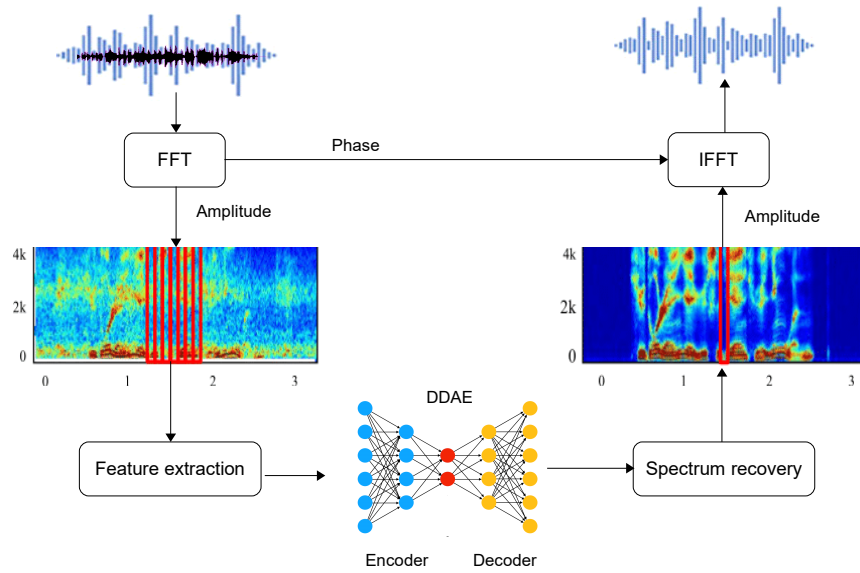 FFT
Phase
IFFT
Amplitude
Amplitude
4k
2k
0
0 1 2 3
4k
2k
0
0 1 2 3
DDAE
Feature extraction
Spectrum recovery
Encoder
Decoder